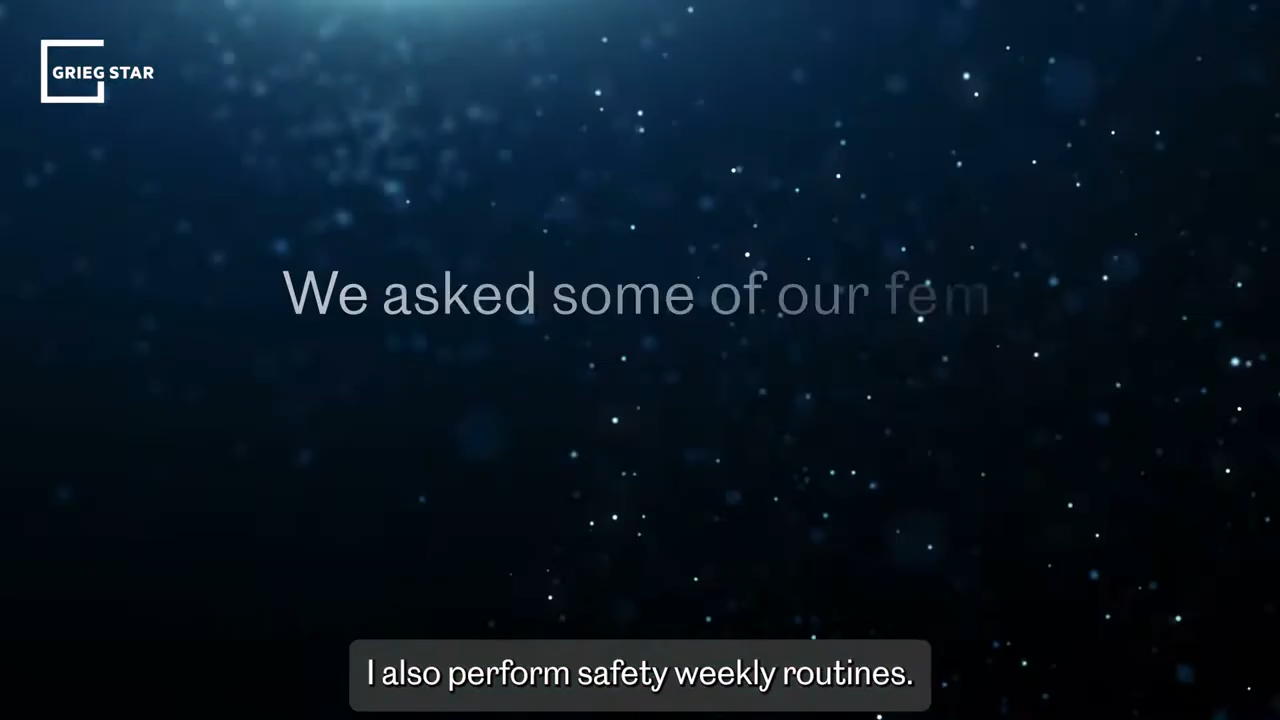 GRIEG STAR
We asked some of our fem
I also perform safety weekly routines.